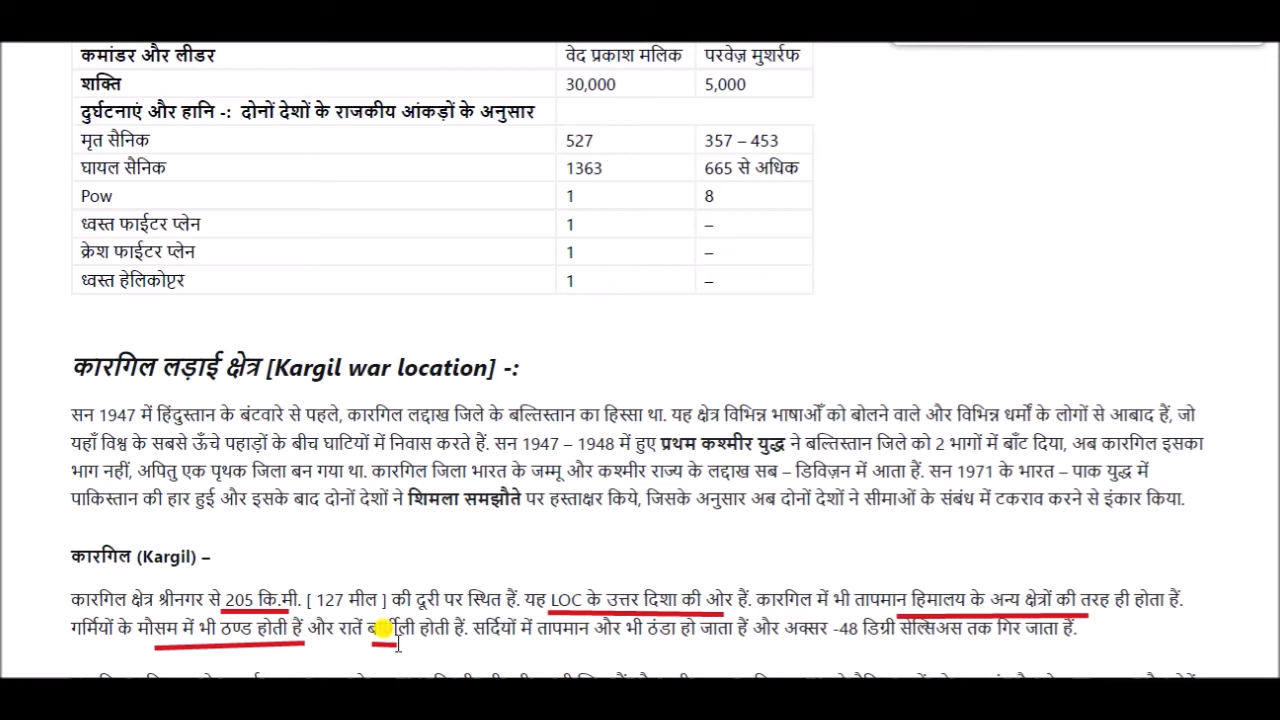 कमांडर और लीडर वेद प्रकाश मलिक परवेज़ मुशर्रफ
शक्ति 30,000 5,000
दुर्घटनाएं और हानि -: दोनों देशों के राजकीय आंकड़ों के अनुसार
मृत सैनिक 527 357 – 453
घायल सैनिक 1363 665 से अधिक
Pow 1 8
ध्वस्त फाईटर प्लेन 1 –
क्रेश फाईटर प्लेन 1 –
ध्वस्त हेलिकोप्टर 1 –
कारगिल लड़ाई क्षेत्र [Kargil war location] -:
सन 1947 में हिंदुस्तान के बंटवारे से पहले, कारगिल लद्दाख जिले के बल्तिस्तान का हिस्सा था. यह क्षेत्र विभिन्न भाषाओँ को बोलने वाले और विभिन्न धर्मों के लोगों से आबाद हैं, जो
यहाँ विश्व के सबसे ऊँचे पहाड़ों के बीच घाटियों में निवास करते हैं. सन 1947 – 1948 में हुए प्रथम कश्मीर युद्ध ने बल्तिस्तान जिले को 2 भागों में बाँट दिया, अब कारगिल इसका
भाग नहीं, अपितु एक पृथक जिला बन गया था. कारगिल जिला भारत के जम्मू और कश्मीर राज्य के लद्दाख सब – डिविज़न में आता हैं. सन 1971 के भारत – पाक युद्ध में
पाकिस्तान की हार हुई और इसके बाद दोनों देशों ने शिमला समझौते पर हस्ताक्षर किये, जिसके अनुसार अब दोनों देशों ने सीमाओं के संबंध में टकराव करने से इंकार किया.
कारगिल (Kargil) –
कारगिल क्षेत्र श्रीनगर से 205 कि.मी. [ 127 मील ] की दूरी पर स्थित हैं. यह LOC के उत्तर दिशा की ओर हैं. कारगिल में भी तापमान हिमालय के अन्य क्षेत्रों की तरह ही होता हैं.
गर्मियों के मौसम में भी ठण्ड होती हैं और रातें होती हैं. सर्दियों में तापमान और भी ठंडा हो जाता हैं और अक्सर -48 डिग्री सेल्सिअस तक गिर जाता हैं.